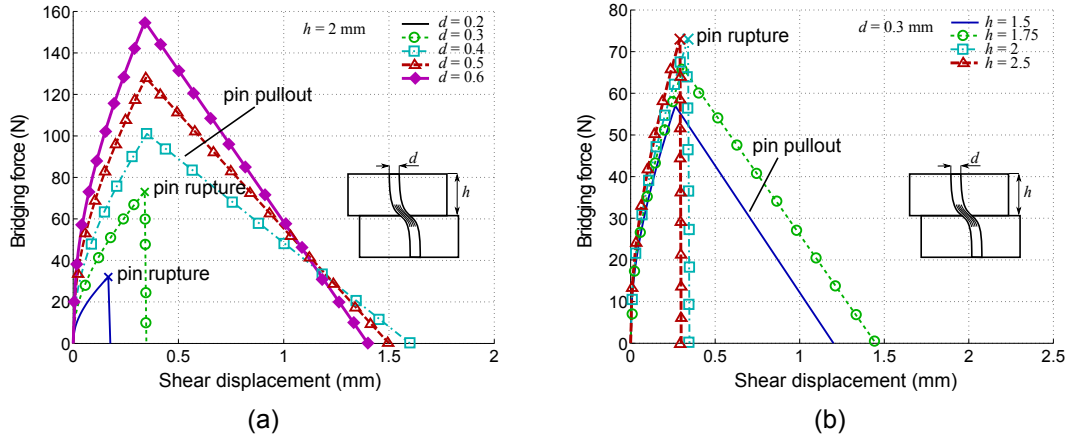 160
140
120
100
80
60
40
20
0
Bridging force (N)
0
0.5
1
1.5
2
Shear displacement (mm)
h = 2 mm
d = 0.2
d = 0.3
d = 0.4
d = 0.5
d = 0.6
pin pullout
pin rupture
pin rupture
d
h
(a)
80
70
60
50
40
30
20
10
0
Bridging force (N)
0
0.5
1
1.5
2
2.5
Shear displacement (mm)
d = 0.3 mm
h = 1.5
h = 1.75
h = 2
h = 2.5
pin rupture
pin pullout
d
h
(b)